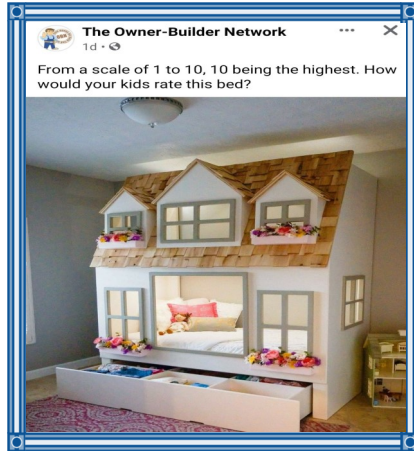 The Owner-Builder Network
1d
From a scale of 1 to 10, 10 being the highest. How
would your kids rate this bed?